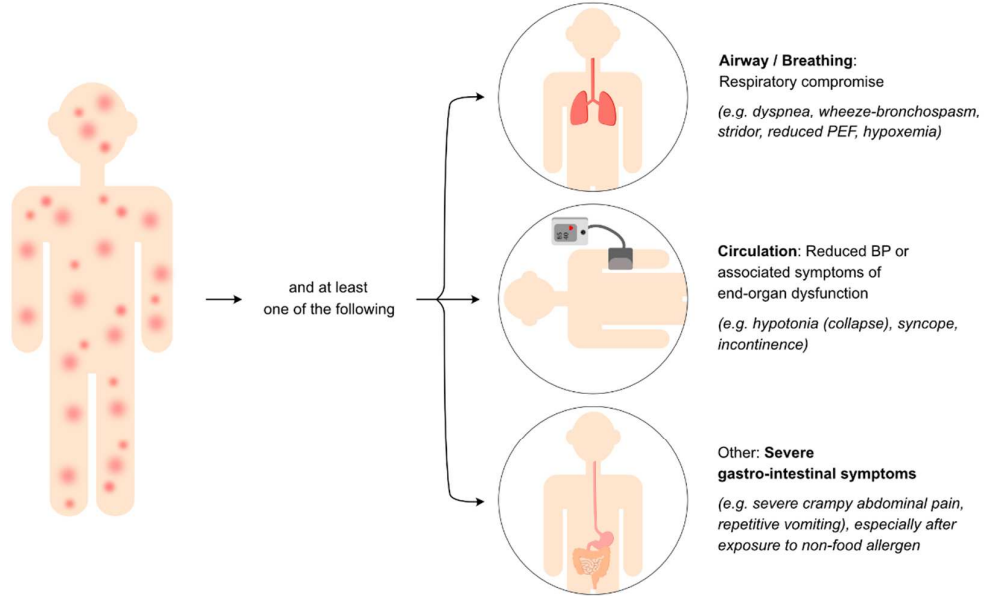 Airway / Breathing:
Respiratory compromise
(e.g. dyspnea, wheeze-bronchospasm,
stridor, reduced PEF, hypoxemia)
and at least
one of the following
Circulation: Reduced BP or
associated symptoms of
end-organ dysfunction
(e.g. hypotonia (collapse), syncope,
incontinence)
Other: Severe
gastro-intestinal symptoms
(e.g. severe crampy abdominal pain,
repetitive vomiting), especially after
exposure to non-food allergen